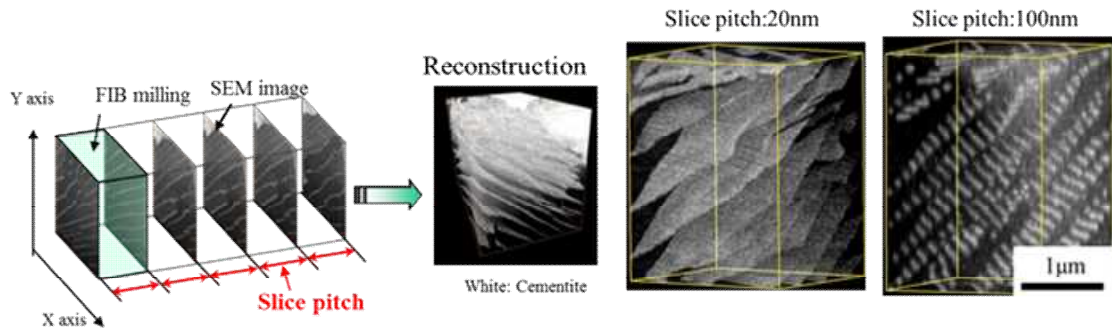 Slice pitch:20nm
Slice pitch:100nm
Reconstruction
SEM image
FIB milling
Y axis
1μm
White: Cementite
Slice pitch
X axis